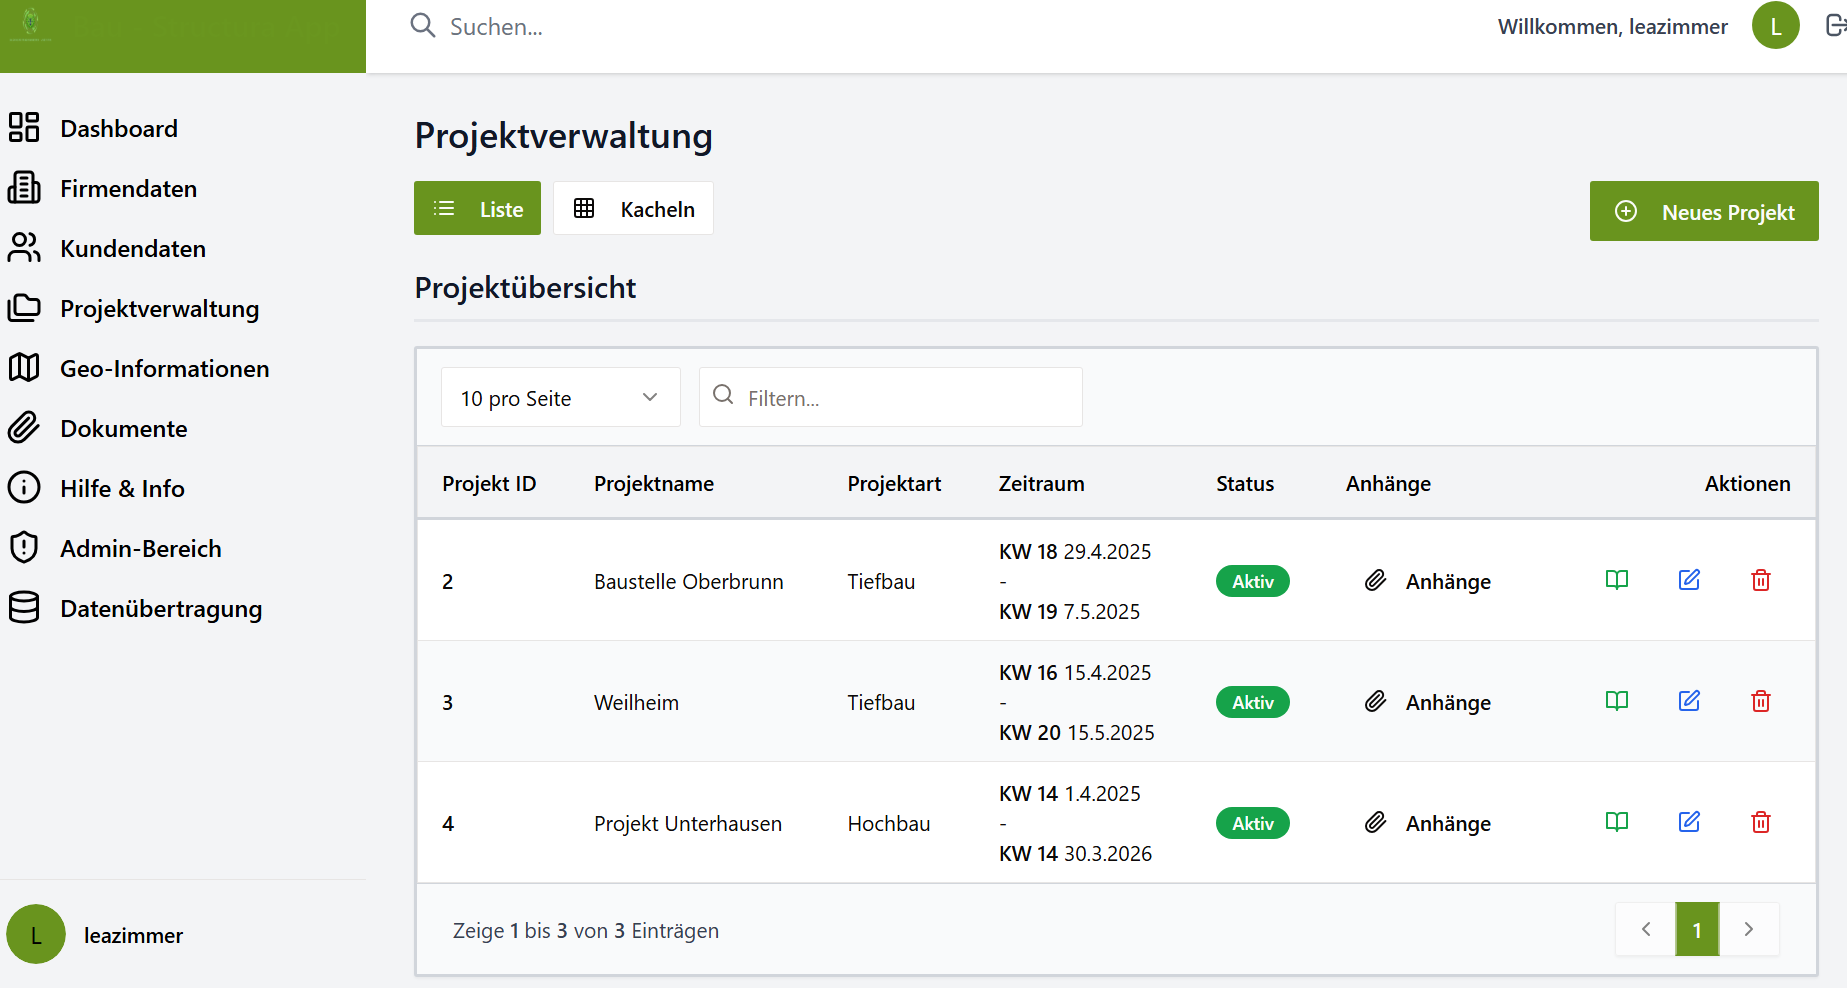 Suchen...
Willkommen, leazimmer
L
Dashboard
Firmendaten
Kundendaten
Projektverwaltung
Geo-Informationen
Dokumente
Hilfe & Info
Admin-Bereich
Datenübertragung
L
leazimmer
Projektverwaltung
Liste
Kacheln
Neues Projekt
Projektübersicht
10 pro Seite
Filtern...
Projekt ID Projektname Projektart Zeitraum Status Anhänge Aktionen
2 Baustelle Oberbrunn Tiefbau KW 18 29.4.2025
-
KW 19 7.5.2025 Aktiv Anhänge
3 Weilheim Tiefbau KW 16 15.4.2025
-
KW 20 15.5.2025 Aktiv Anhänge
4 Projekt Unterhausen Hochbau KW 14 1.4.2025
-
KW 14 30.3.2026 Aktiv Anhänge
Zeige 1 bis 3 von 3 Einträgen
1